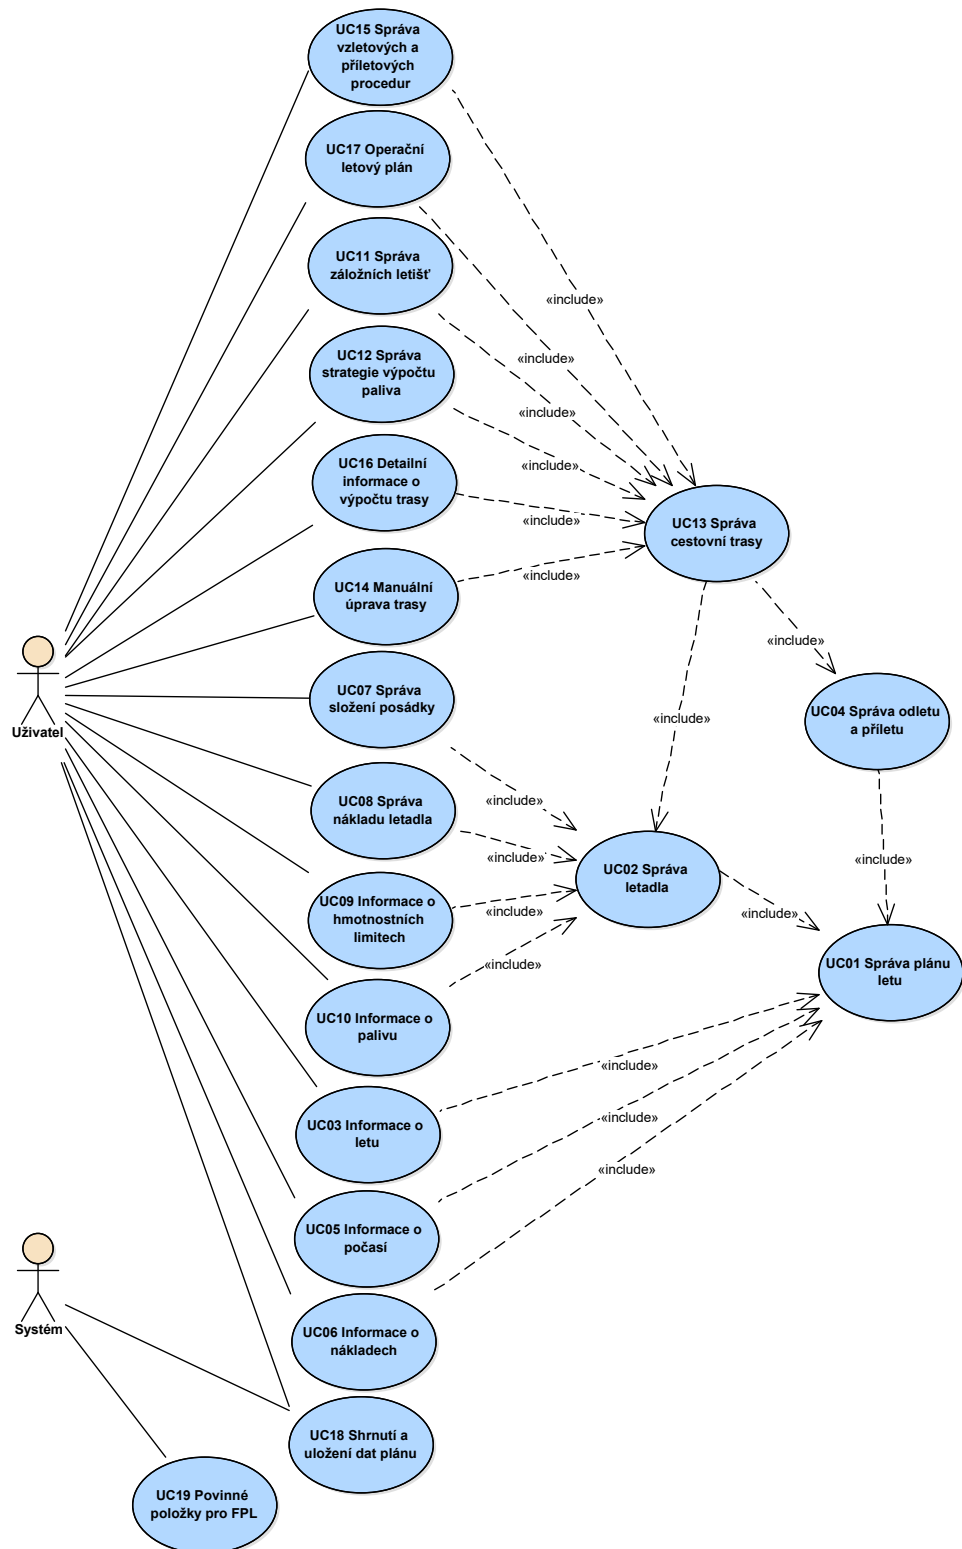 UC15 Správa
vzletových a
příletových
procedur
UC17 Operační
letový plán
UC11 Správa
záložních letišť
«include»
UC12 Správa
strategie výpočtu
paliva
«include»
«include»
UC16 Detailní
informace o
výpočtu trasy
«include»
«include»
UC13 Správa
cestovní trasy
UC14 Manuální
úprava trasy
«include»
«include»
UC07 Správa
složení posádky
Uživatel
UC04 Správa odletu
a příletu
«include»
UC08 Správa
nákladu letadla
«include»
«include»
UC02 Správa
letadla
«include»
UC09 Informace o
hmotnostních
limitech
«include»
«include»
«include»
UC01 Správa plánu
letu
UC10 Informace o
palivu
UC03 Informace o
letu
«include»
«include»
«include»
UC05 Informace o
počasí
Systém
UC06 Informace o
nákladech
UC18 Shrnutí a
uložení dat plánu
UC19 Povinné
položky pro FPL